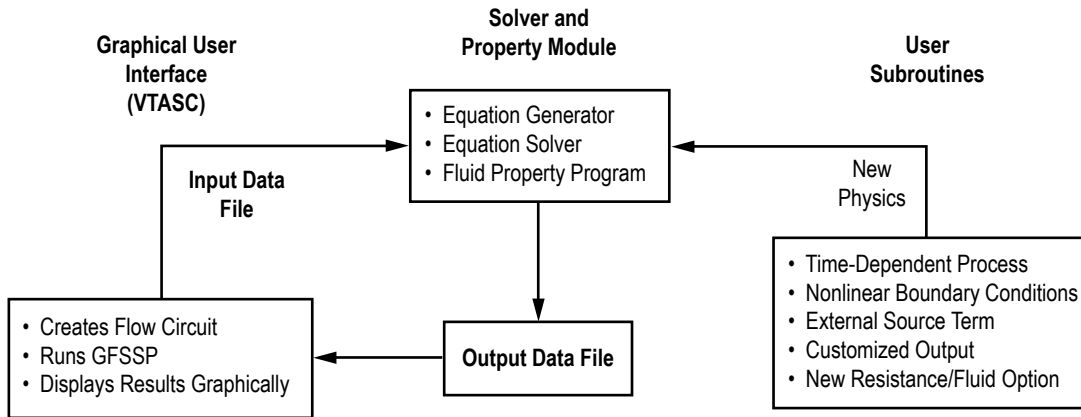 Graphical User
Interface
(VTASC)
Solver and
Property Module
User
Subroutines
• Equation Generator
• Equation Solver
• Fluid Property Program
Input Data
File
New
Physics
• Creates Flow Circuit
• Runs GFSSP
• Displays Results Graphically
Output Data File
• Time-Dependent Process
• Nonlinear Boundary Conditions
• External Source Term
• Customized Output
• New Resistance/Fluid Option